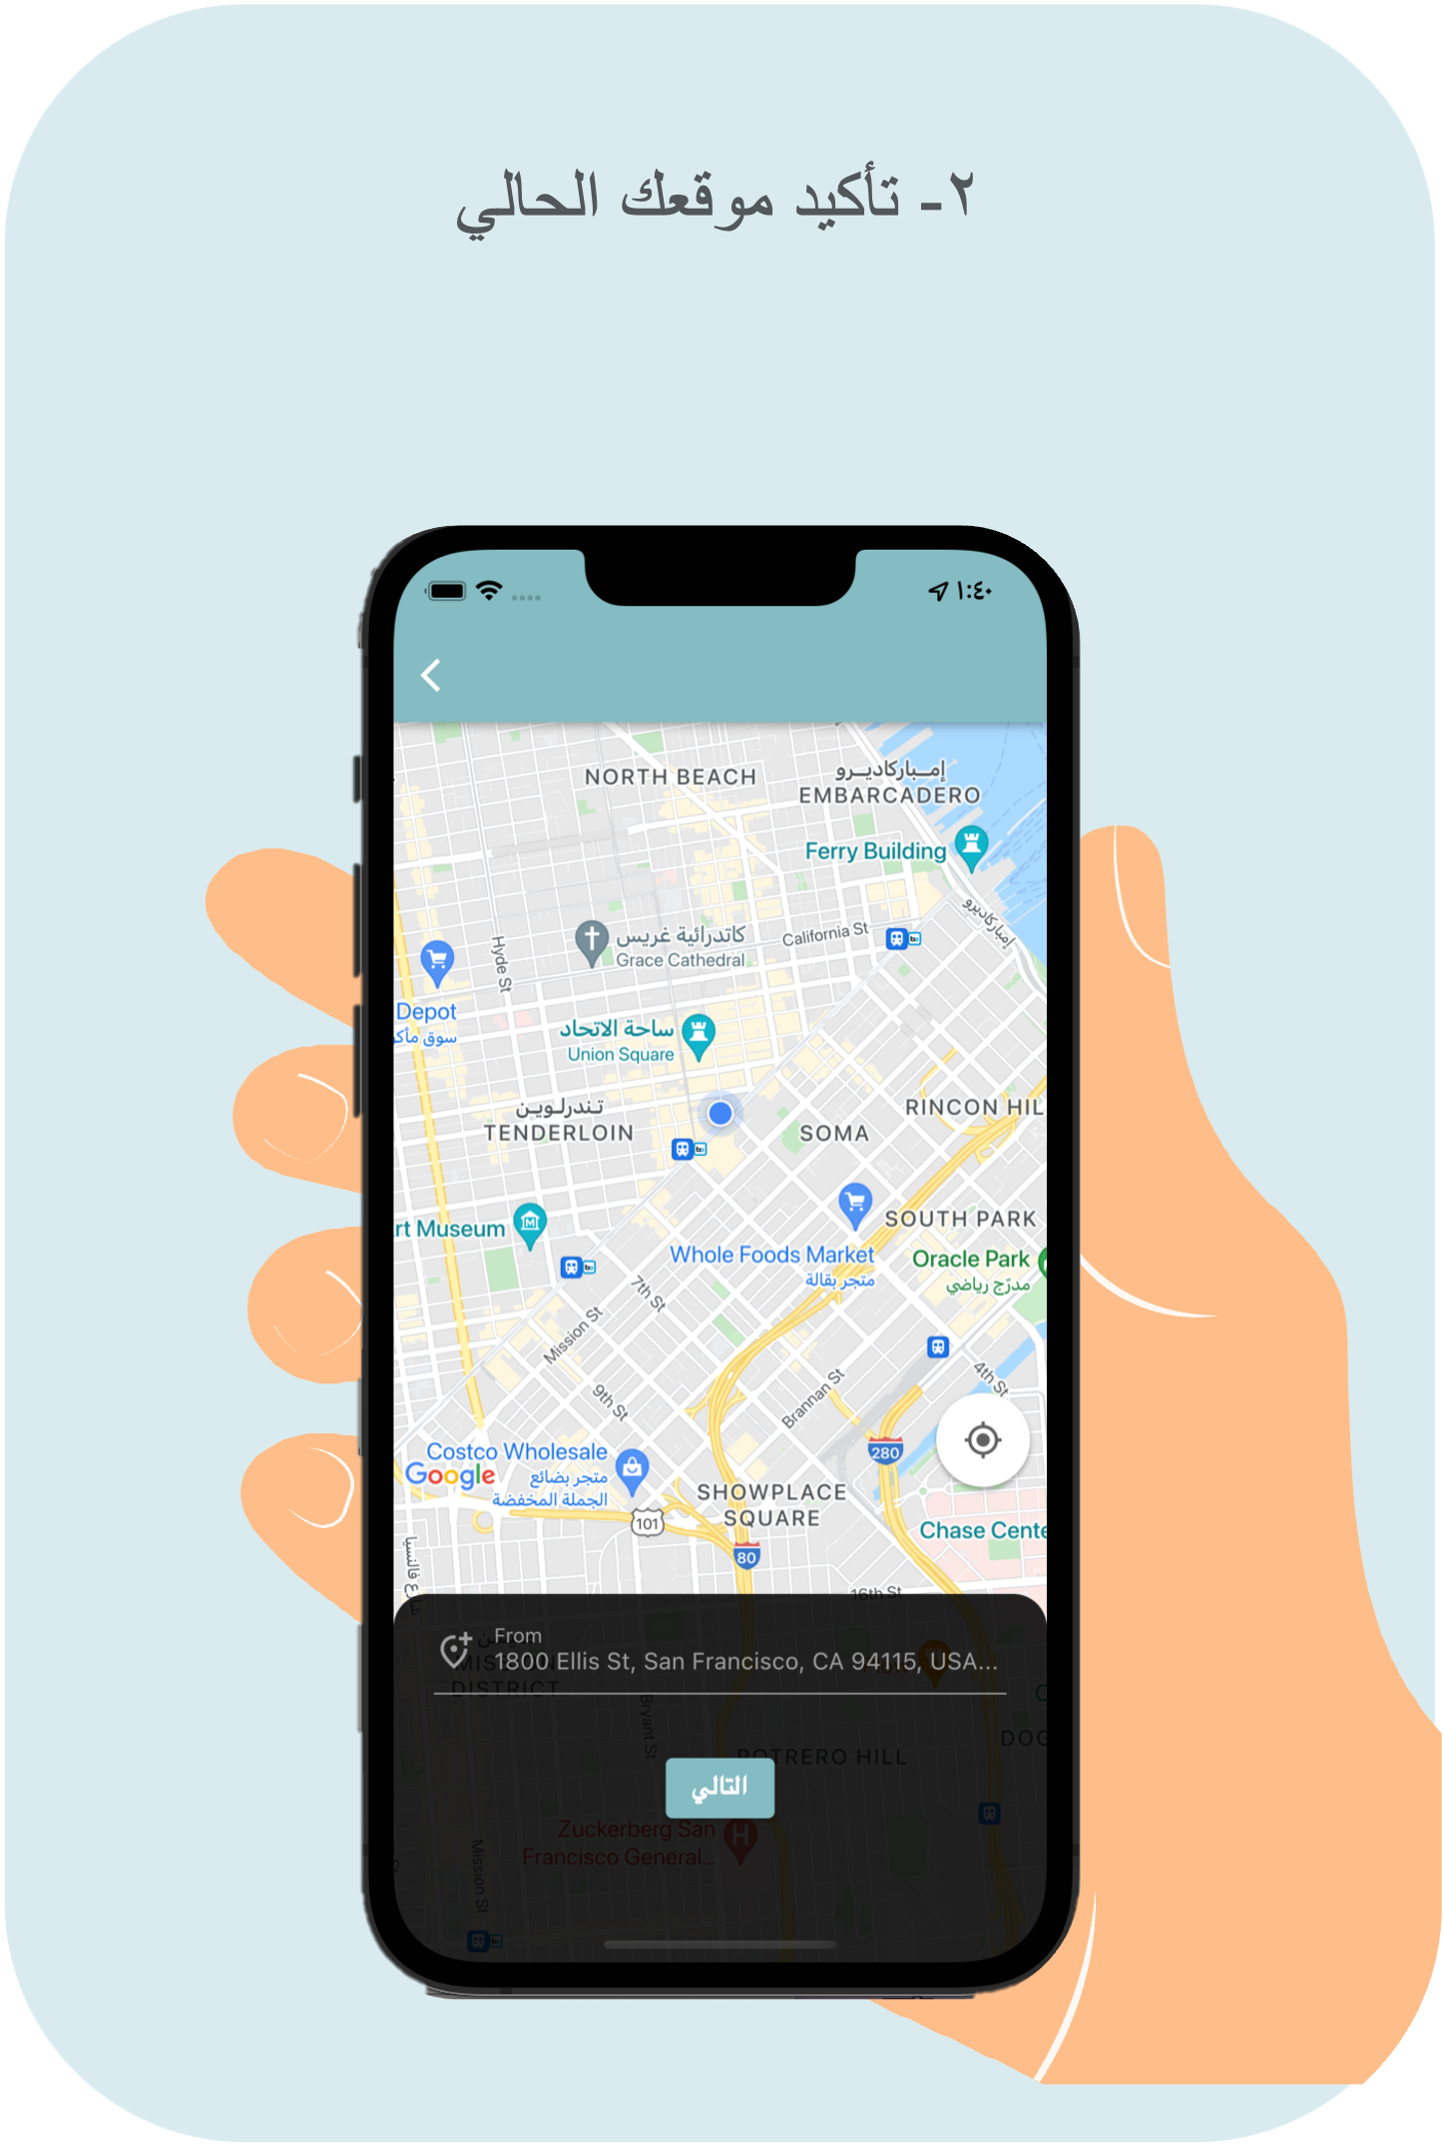 ٢- تأكيد موقعك الحالي
١:٤٠
NORTH BEACH
إمباركاديرو
EMBARCADERO
Ferry Building
إمباركاديرو
California St
Hyde St
كاتدرائية غريس
Grace Cathedral
Depot
سوق مأكو
ساحة الاتحاد
Union Square
تندرلوين
TENDERLOIN
RINCON HIL
SOMA
SOUTH PARK
rt Museum
Whole Foods Market
متجر بقالة
Oracle Park
مدرّج رياضي
7th St
Mission St
9th St
Brannan St
4th St
280
Costco Wholesale
متجر بضائع
الجملة المخفضة
Google
101
SHOWPLACE
SQUARE
80
Chase Cente
شارع فالنسيا
16th St
From
1800 Ellis St, San Francisco, CA 94115, USA...
MISSION
DISTRICT
Bryant St
DOG
POTRERO HILL
التالي
Zuckerberg San
Francisco General...
H
Mission St